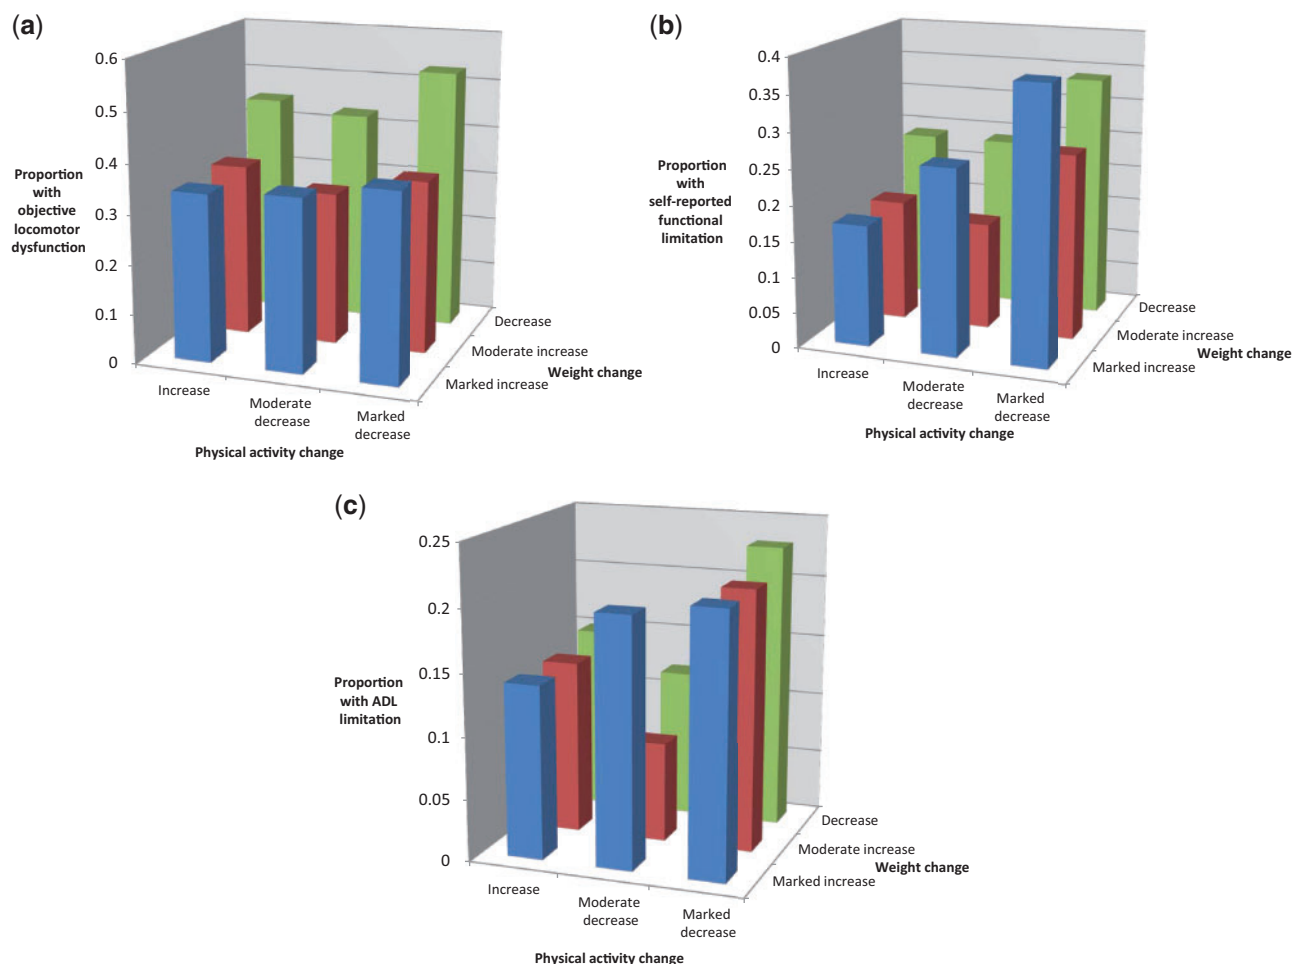 (a)
Proportion
with
objective
locomotor
dysfunction
0.6
0.5
0.4
0.3
0.2
0.1
0
Increase
Moderate
decrease
Marked
decrease
Physical activity change
Decrease
Moderate increase
Marked increase
Weight change
(b)
Proportion
with
self-reported
functional
limitation
0.4
0.35
0.3
0.25
0.2
0.15
0.1
0.05
0
Increase
Moderate
decrease
Marked
decrease
Physical activity change
Decrease
Moderate increase
Marked increase
Weight change
(c)
Proportion
with ADL
limitation
0.25
0.2
0.15
0.1
0.05
0
Increase
Moderate
decrease
Marked
decrease
Physical activity change
Decrease
Moderate increase
Marked increase
Weight change